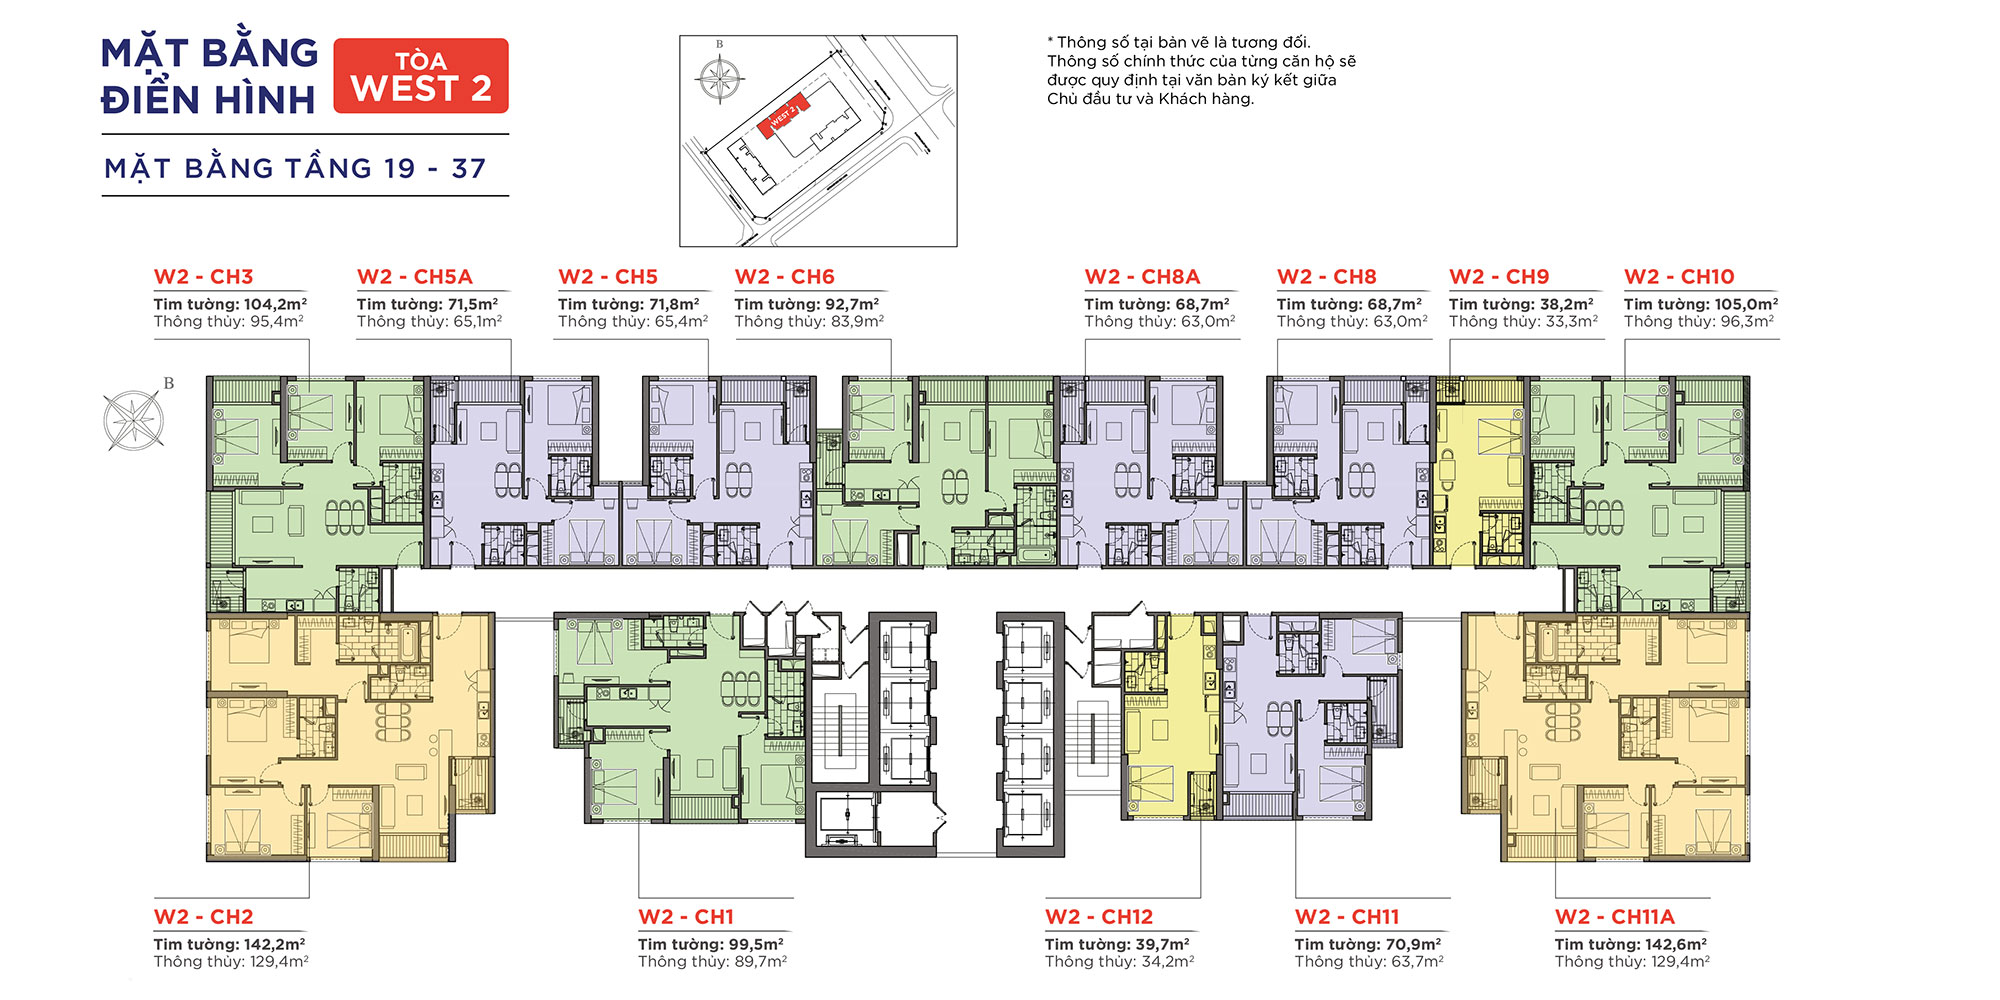 MẶT BẰNG
ĐIỂN HÌNH
TÒA
WEST 2
MẶT BẰNG TẦNG 19 - 37
B
WEST 2
* Thông số tại bản vẽ là tương đối.
Thông số chính thức của từng căn hộ sẽ
được quy định tại văn bản ký kết giữa
Chủ đầu tư và Khách hàng.
W2 - CH3
Tim tường: 104,2m²
Thông thủy: 95,4m²
W2 - CH5A
Tim tường: 71,5m²
Thông thủy: 65,1m²
W2 - CH5
Tim tường: 71,8m²
Thông thủy: 65,4m²
W2 - CH6
Tim tường: 92,7m²
Thông thủy: 83,9m²
W2 - CH8A
Tim tường: 68,7m²
Thông thủy: 63,0m²
W2 - CH8
Tim tường: 68,7m²
Thông thủy: 63,0m²
W2 - CH9
Tim tường: 38,2m²
Thông thủy: 33,3m²
W2 - CH10
Tim tường: 105,0m²
Thông thủy: 96,3m²
B
W2 - CH2
Tim tường: 142,2m²
Thông thủy: 129,4m²
W2 - CH1
Tim tường: 99,5m²
Thông thủy: 89,7m²
W2 - CH12
Tim tường: 39,7m²
Thông thủy: 34,2m²
W2 - CH11
Tim tường: 70,9m²
Thông thủy: 63,7m²
W2 - CH11A
Tim tường: 142,6m²
Thông thủy: 129,4m²